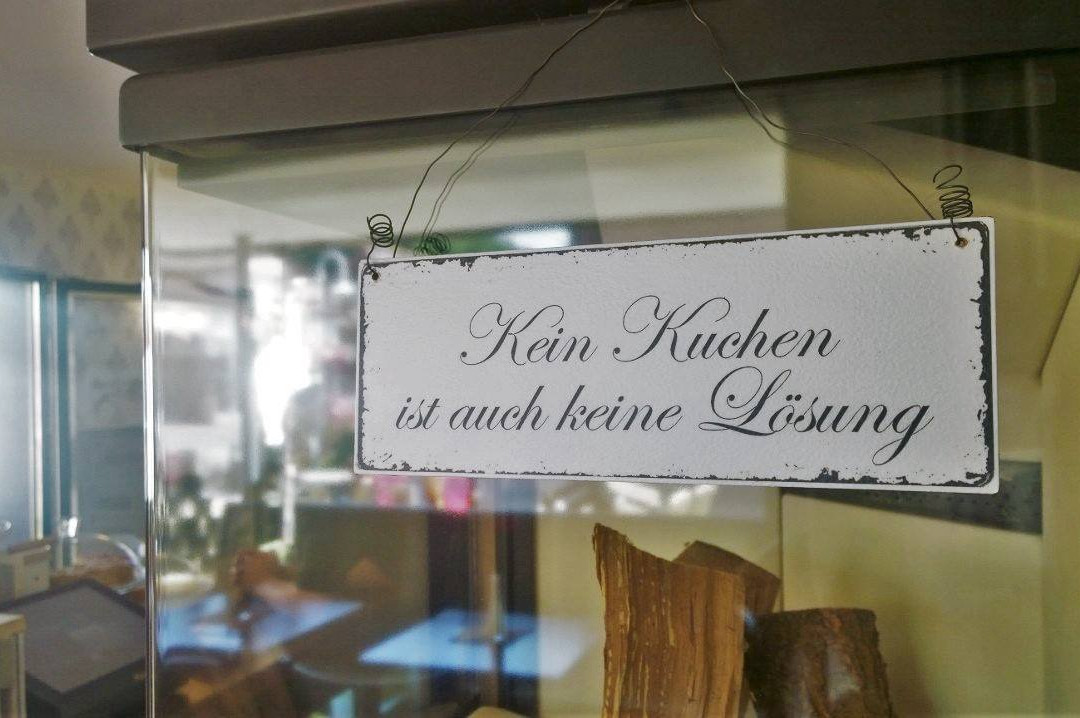 Kein Kuchen
ist auch keine Lösung